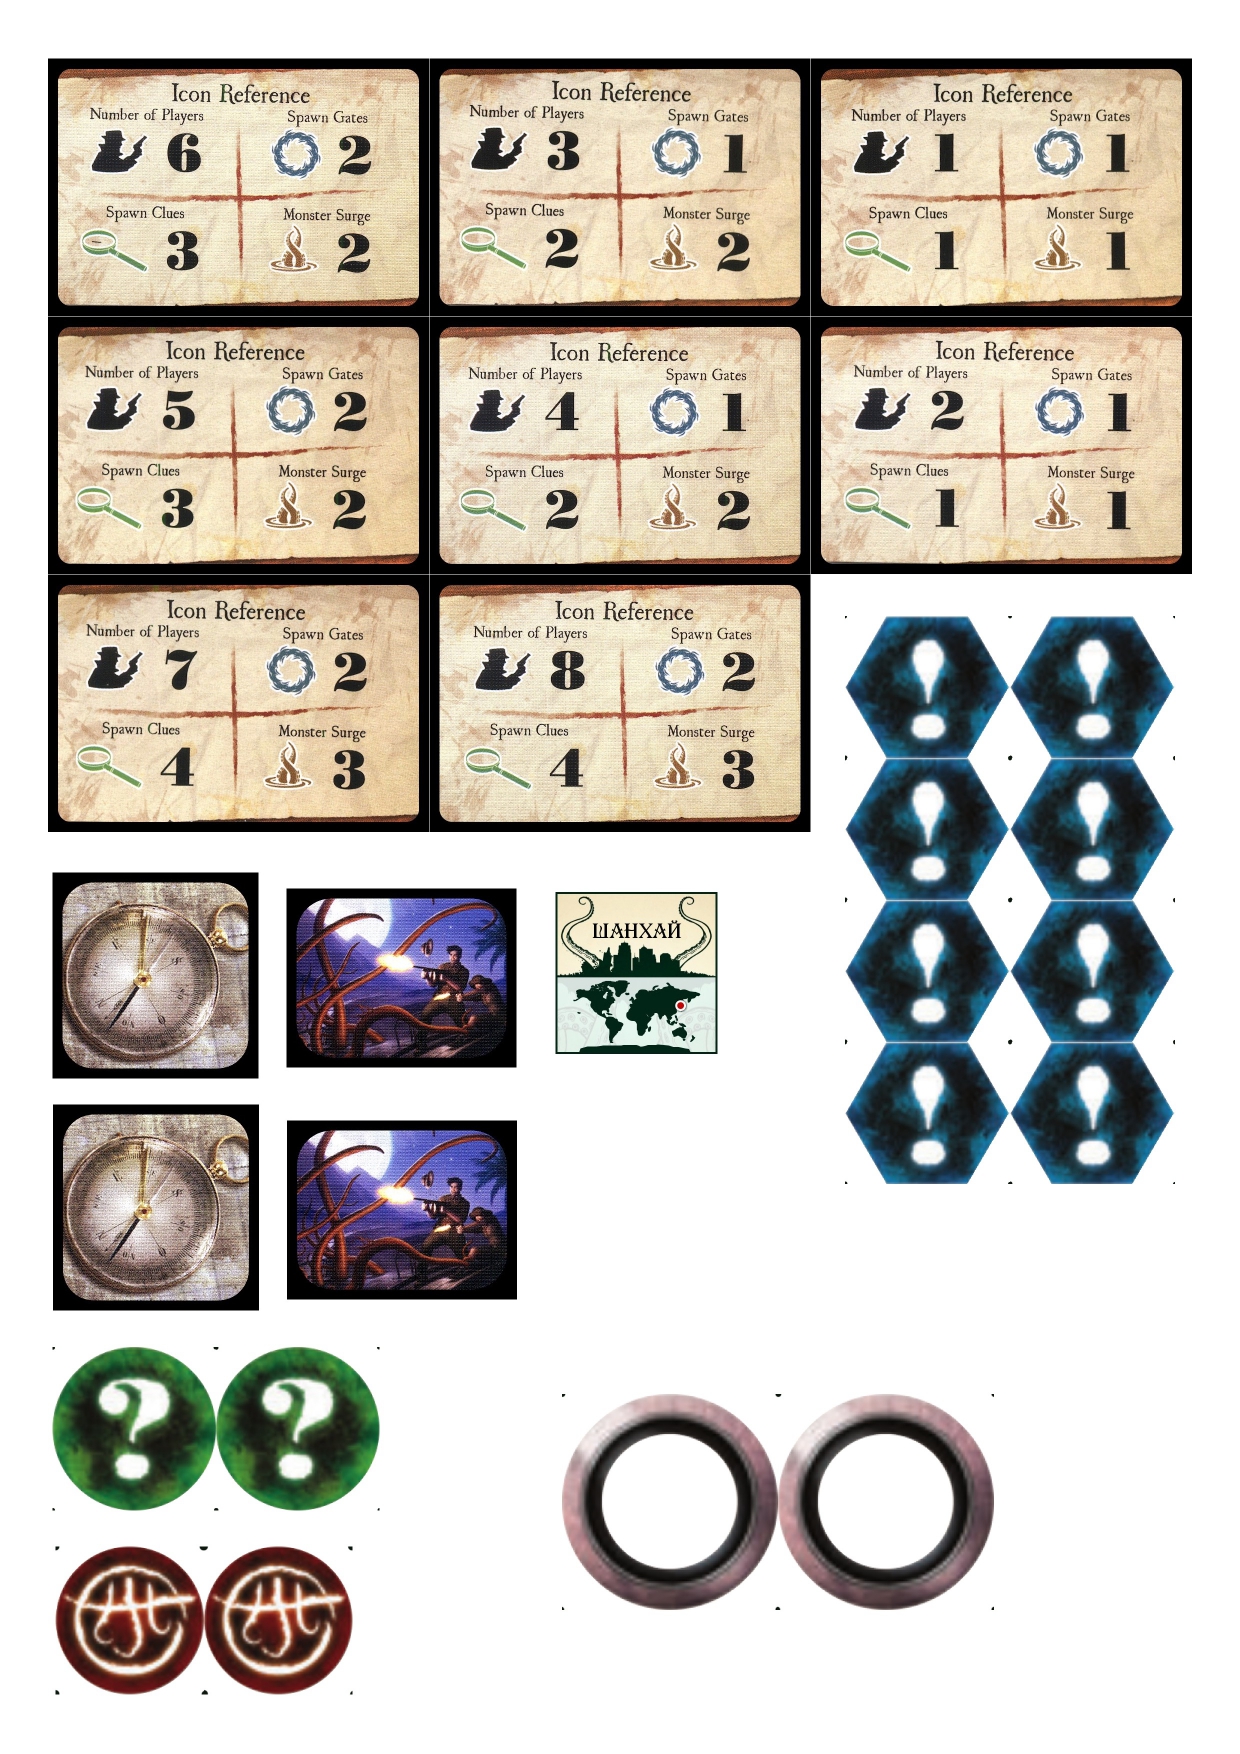 Icon Reference
Number of Players
Spawn Gates
6
2
Spawn Clues
Monster Surge
3
2
Icon Reference
Number of Players
Spawn Gates
3
1
Spawn Clues
Monster Surge
2
2
Icon Reference
Number of Players
Spawn Gates
1
1
Spawn Clues
Monster Surge
1
1
Icon Reference
Number of Players
Spawn Gates
5
2
Spawn Clues
Monster Surge
3
2
Icon Reference
Number of Players
Spawn Gates
4
1
Spawn Clues
Monster Surge
2
2
Icon Reference
Number of Players
Spawn Gates
2
1
Spawn Clues
Monster Surge
1
1
Icon Reference
Number of Players
Spawn Gates
7
2
Spawn Clues
Monster Surge
4
3
Icon Reference
Number of Players
Spawn Gates
8
2
Spawn Clues
Monster Surge
4
3
! !
! !
! !
! !
ШАНХАЙ
? ?